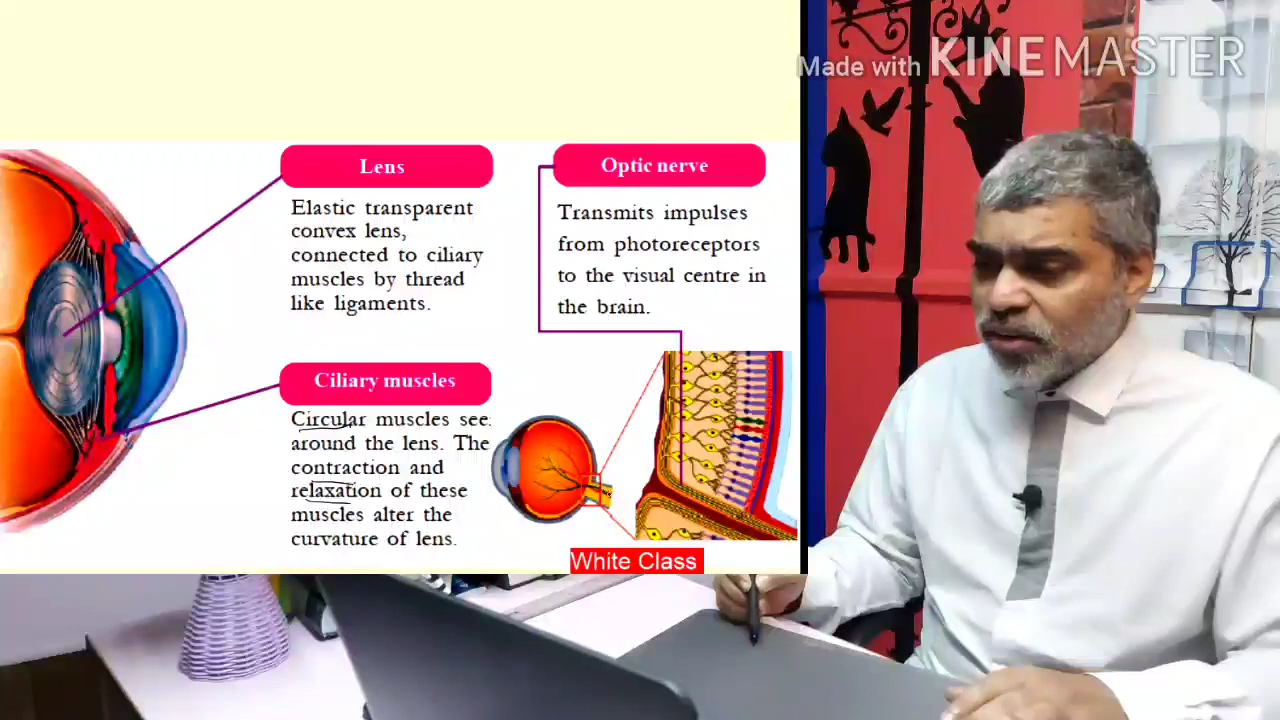 Made with KINEMASTER
Lens
Elastic transparent
convex lens,
connected to ciliary
muscles by thread
like ligaments.
Optic nerve
Transmits impulses
from photoreceptors
to the visual centre in
the brain.
Ciliary muscles
Circular muscles see
around the lens. The
contraction and
relaxation of these
muscles alter the
curvature of lens.
White Class